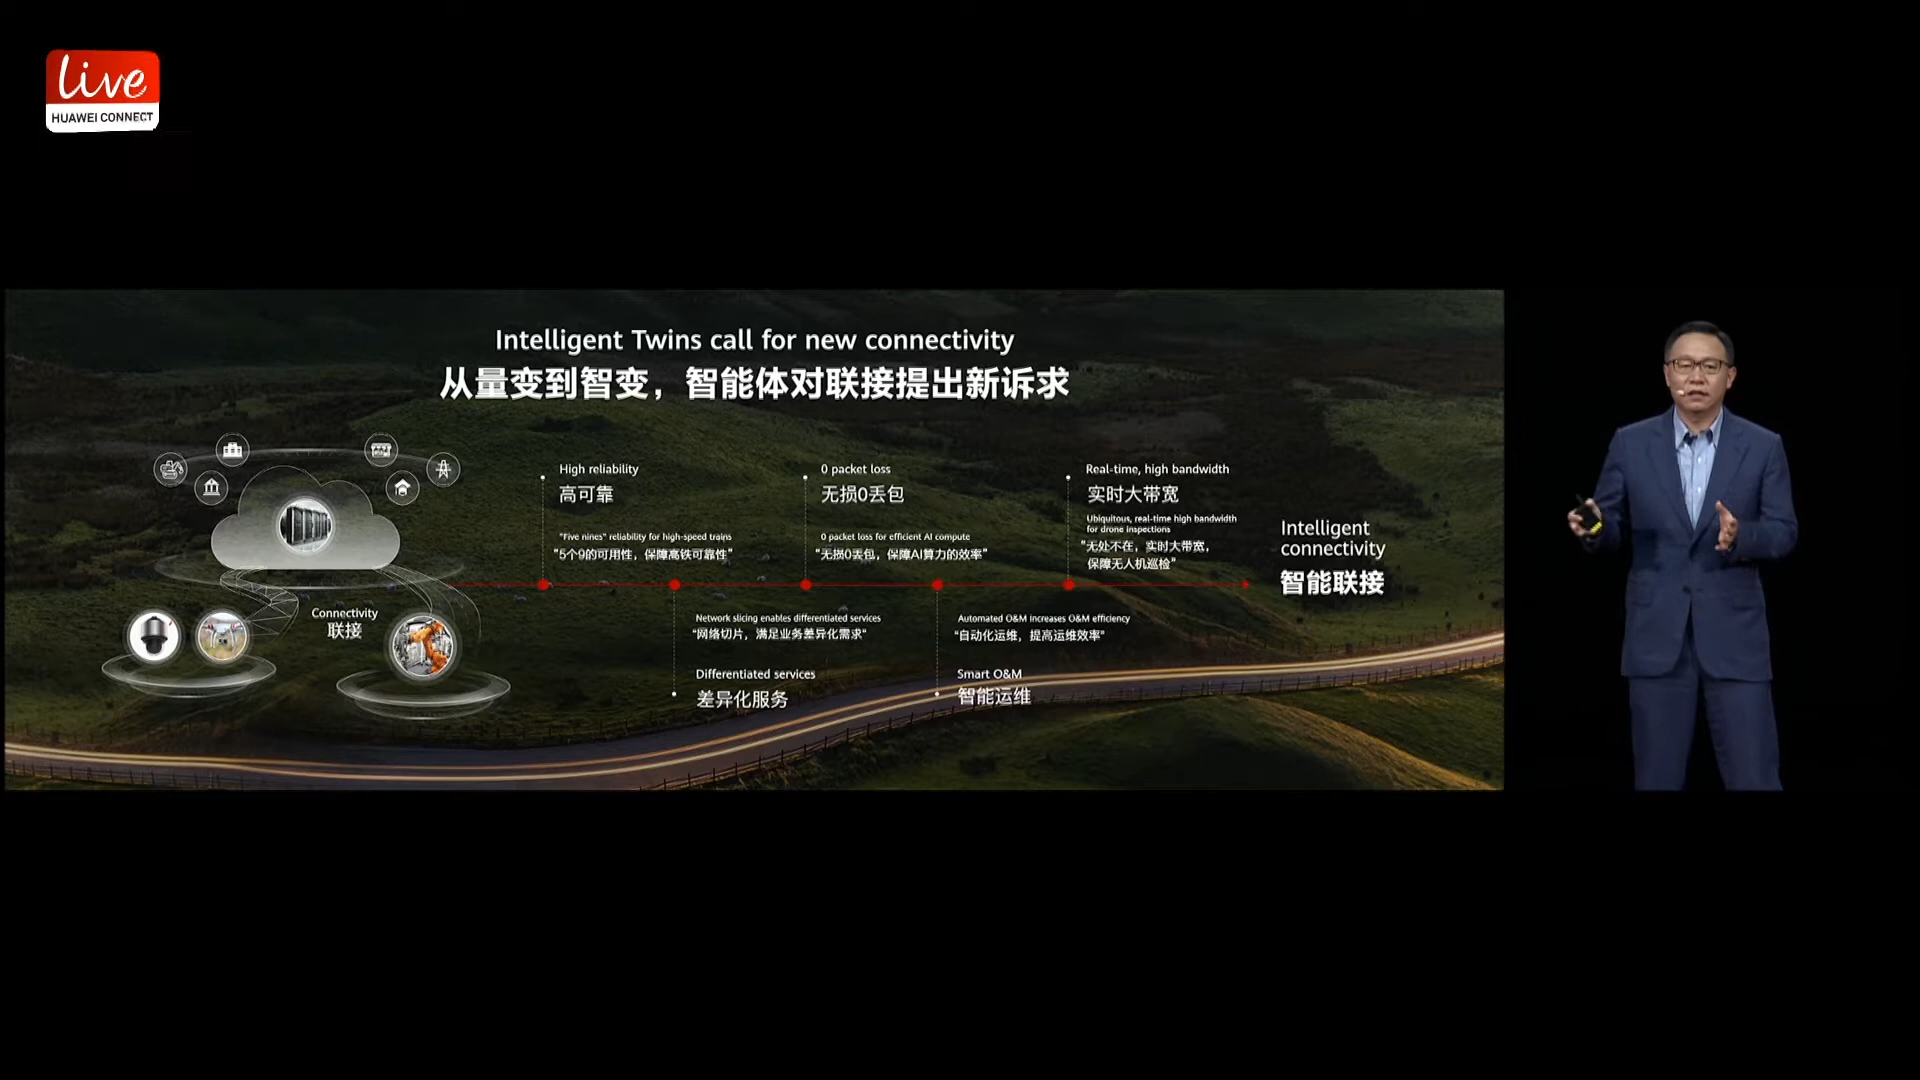 Live
HUAWEI CONNECT
Intelligent Twins call for new connectivity
从量变到智变，智能体对联接提出新诉求
High reliability
高可靠
"Five nines" reliability for high-speed trains
“5个9的可用性，保障高铁可靠性”
0 packet loss
无损0丢包
0 packet loss for efficient AI compute
“无损0丢包，保障AI算力的效率”
Real-time, high bandwidth
实时大带宽
Ubiquitous, real-time high bandwidth
for drone inspections
“无处不在，实时大带宽，
保障无人机巡检”
Intelligent
connectivity
智能联接
Connectivity
联接
Network slicing enables differentiated services
“网络切片，满足业务差异化需求”
Differentiated services
差异化服务
Automated O&M increases O&M efficiency
“自动化运维，提高运维效率”
Smart O&M
智能运维